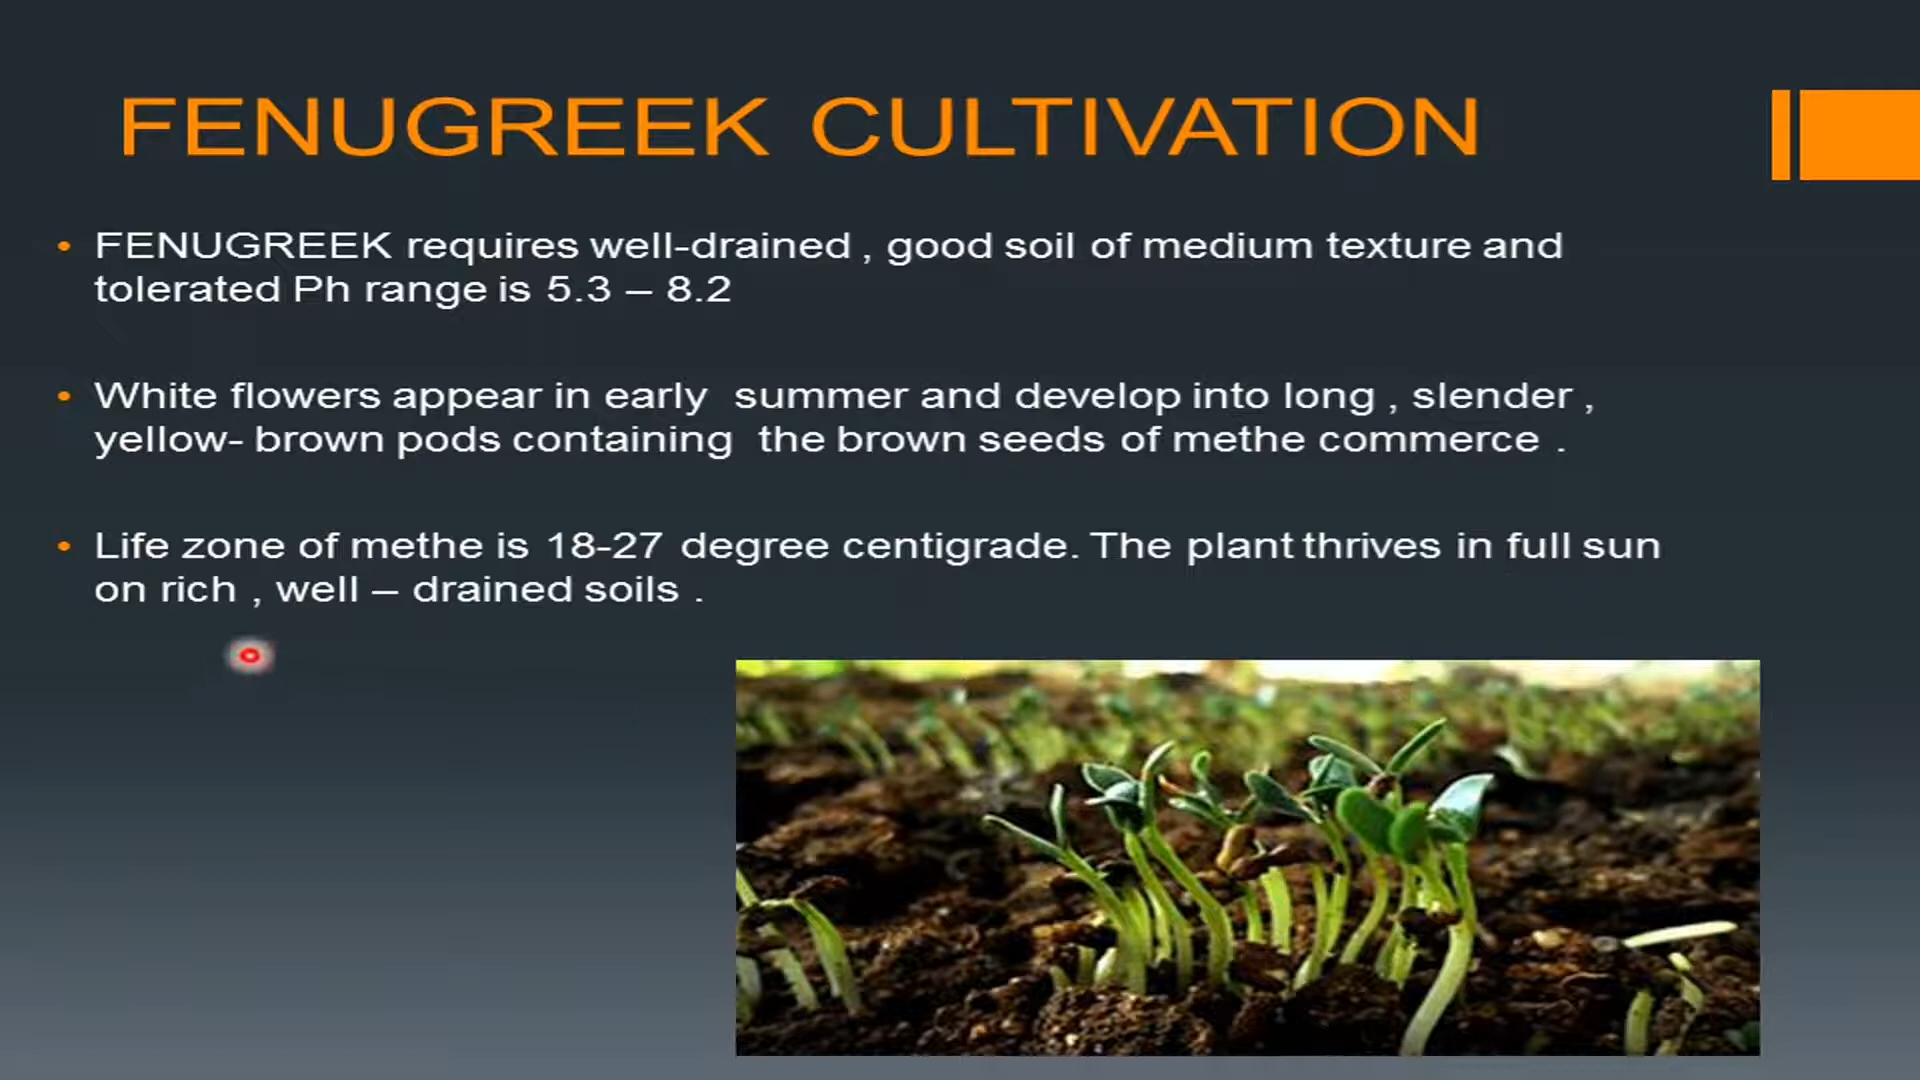 FENUGREEK CULTIVATION
• FENUGREEK requires well-drained , good soil of medium texture and
tolerated Ph range is 5.3 – 8.2
• White flowers appear in early summer and develop into long , slender ,
yellow- brown pods containing the brown seeds of methe commerce .
• Life zone of methe is 18-27 degree centigrade. The plant thrives in full sun
on rich , well – drained soils .